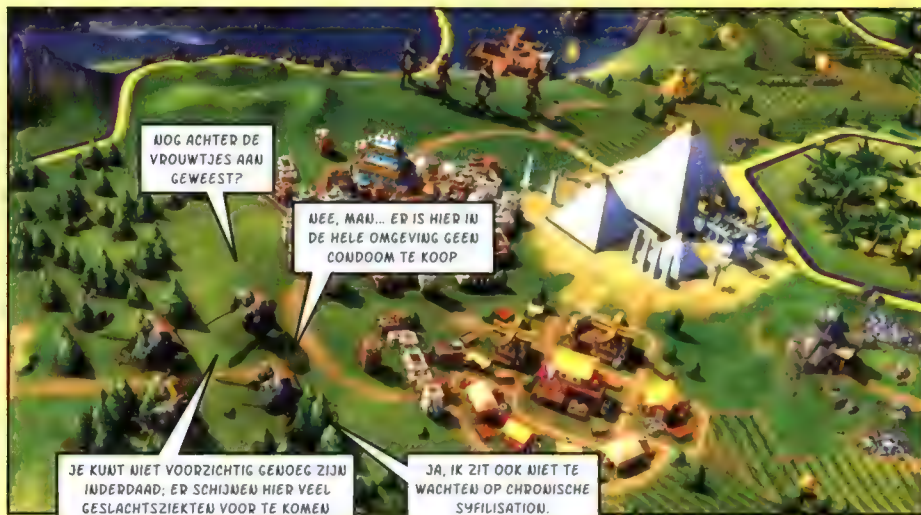 NOG ACHTER DE
VROUWTJES AAN
GEWEEST?
NEE, MAN... ER IS HIER IN
DE HELE OMGEVING GEEN
CONDOOM TE KOOP
JE KUNT NIET VOORZICHTIG GENOEG ZIJN
INDERDAAD; ER SCHIJNEN HIER VEEL
GESLACHTSZIEKTEN VOOR TE KOMEN
JA, IK ZIT OOK NIET TE
WACHTEN OP CHRONISCHE
SYFILISATION.